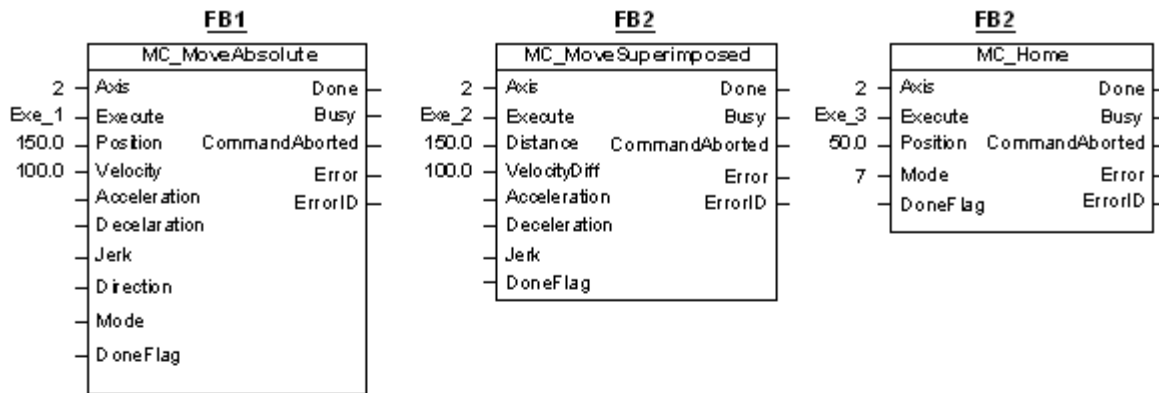 FB1
MC_MoveAbsolute
2 Axis Done
Exe_1 Execute Busy
150.0 Position CommandAborted
100.0 Velocity Error
Acceleration ErrorID
Decelaration
Jerk
Direction
Mode
DoneFlag
FB2
MC_MoveSuperimposed
2 Axis Done
Exe_2 Execute Busy
150.0 Distance CommandAborted
100.0 VelocityDiff Error
Acceleration ErrorID
Deceleration
Jerk
DoneFlag
FB2
MC_Home
2 Axis Done
Exe_3 Execute Busy
50.0 Position CommandAborted
7 Mode Error
DoneFlag ErrorID